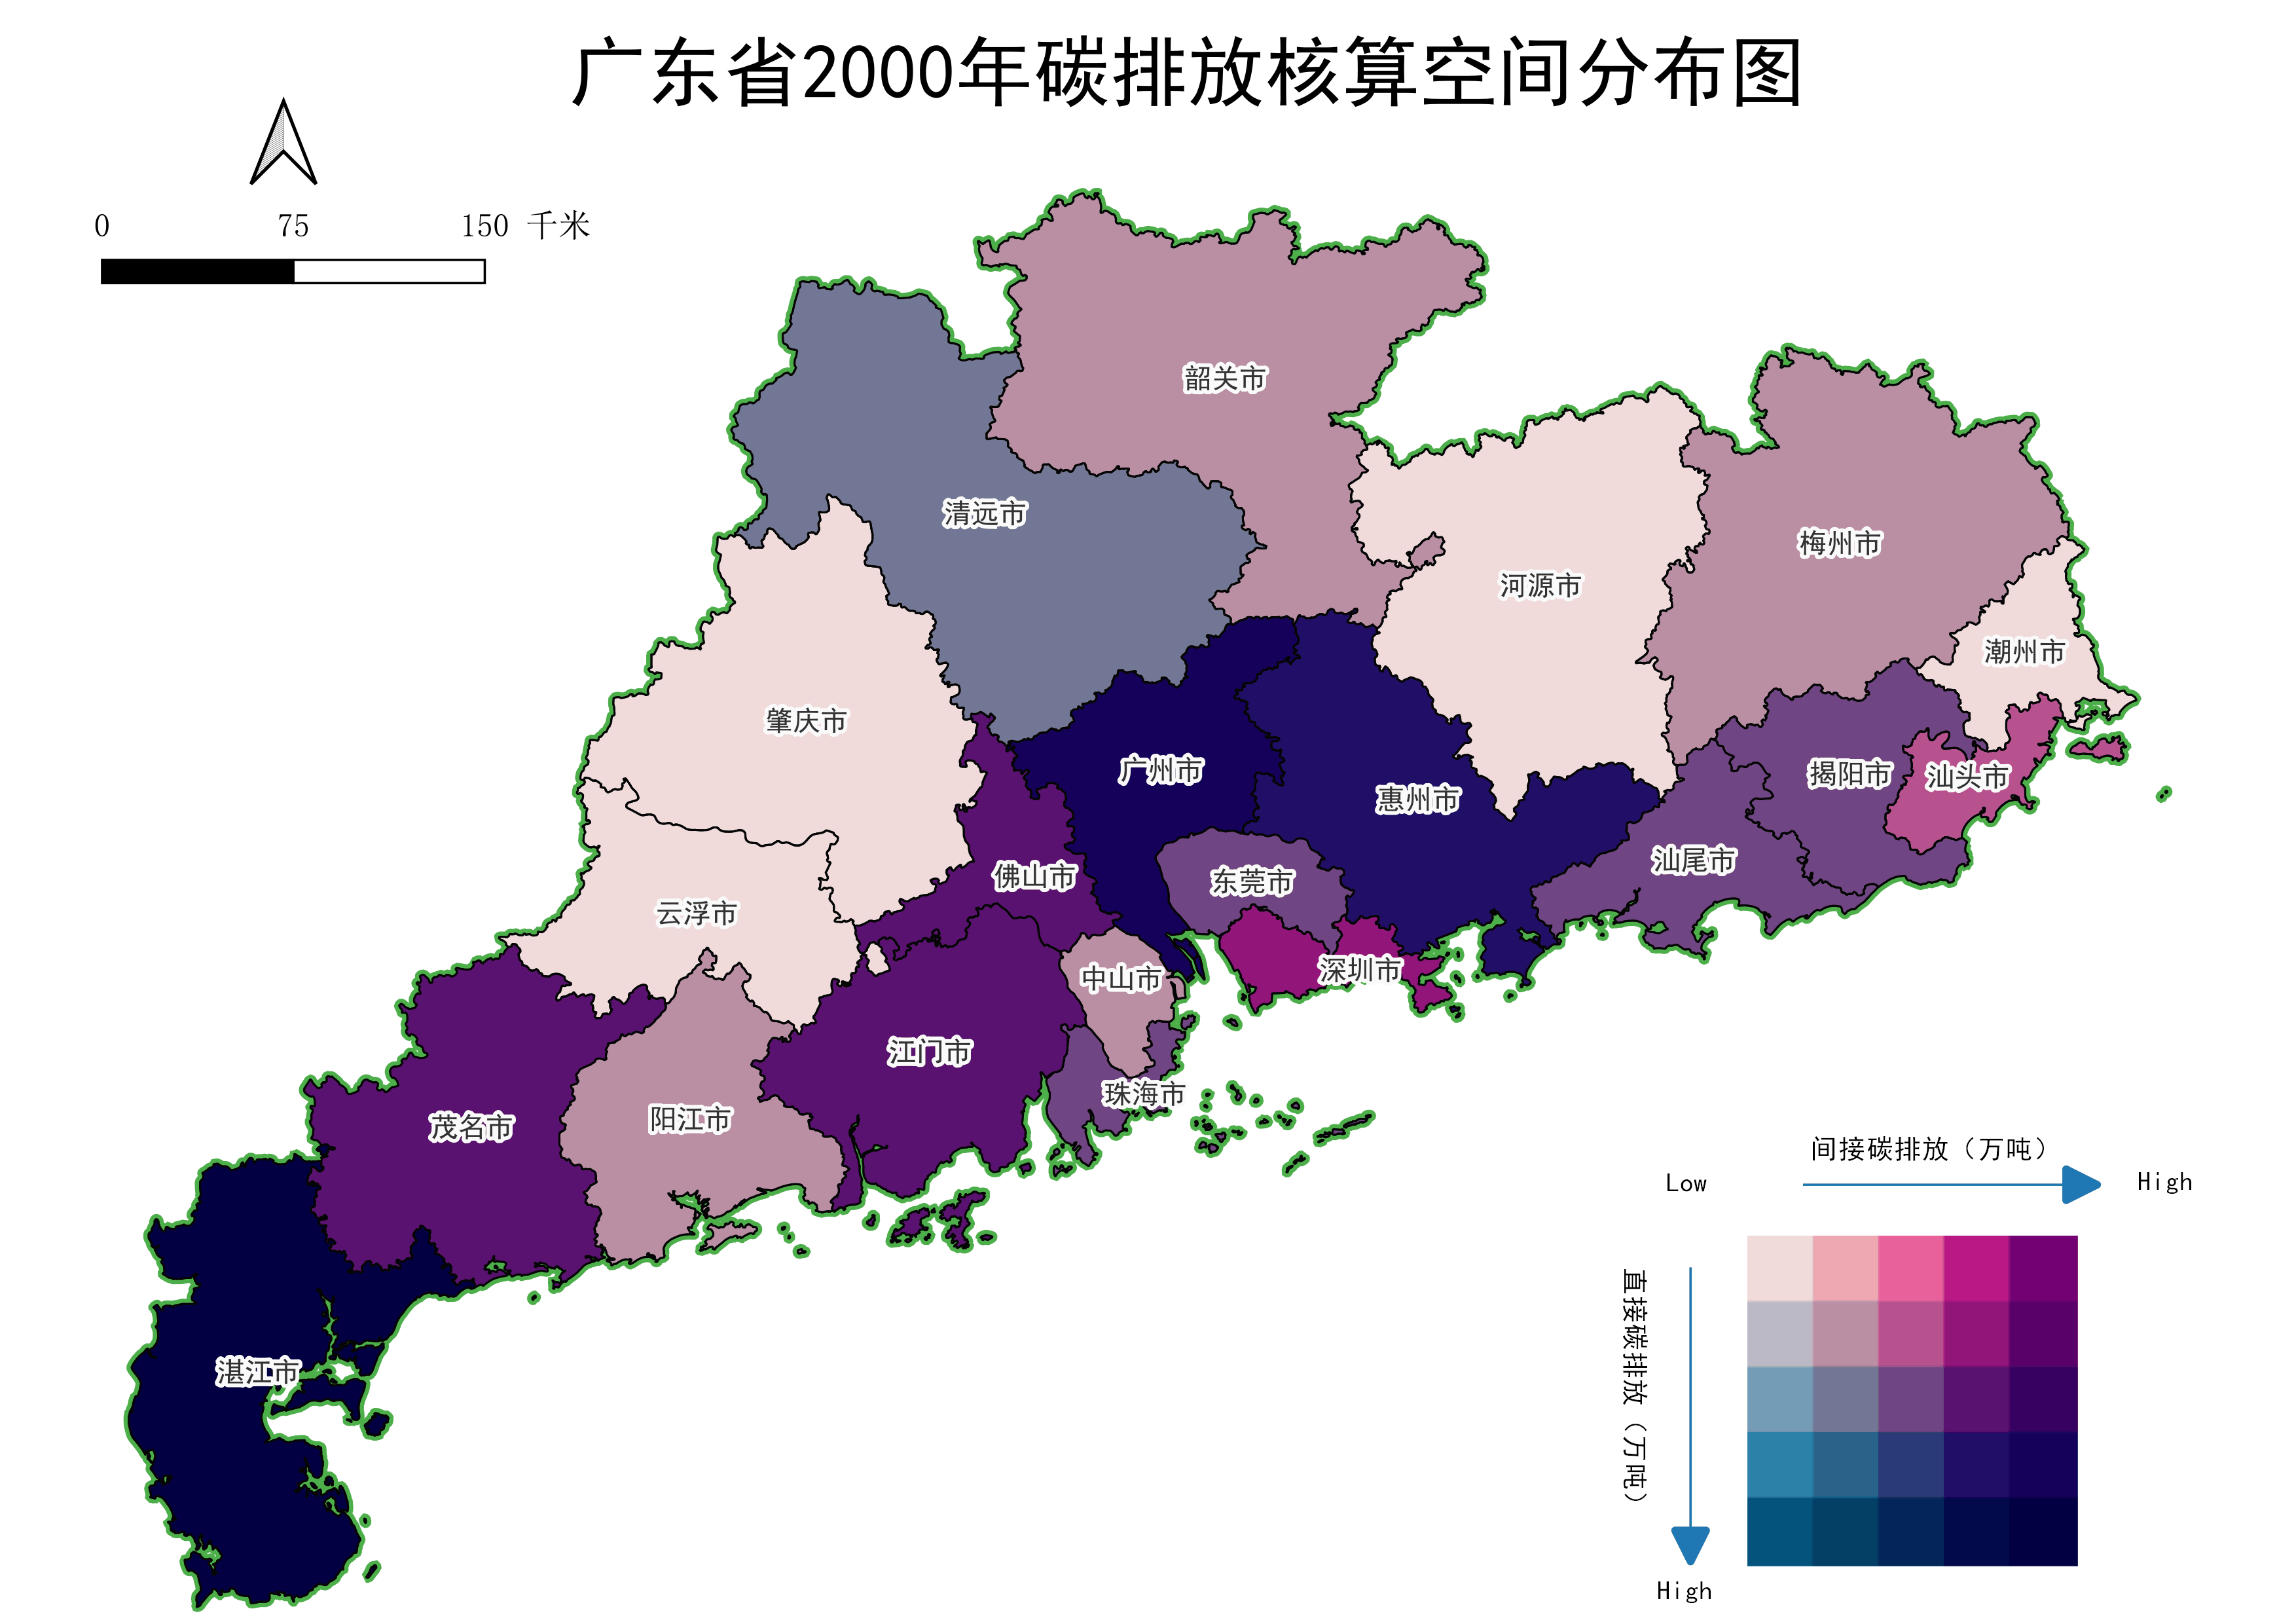 广东省2000年碳排放核算空间分布图
0 75 150 千米
韶关市
清远市
梅州市
河源市
潮州市
肇庆市
广州市
揭阳市
汕头市
惠州市
汕尾市
佛山市
东莞市
云浮市
深圳市
中山市
江门市
珠海市
阳江市
茂名市
湛江市
间接碳排放（万吨）
Low
High
直接碳排放（万吨）
High